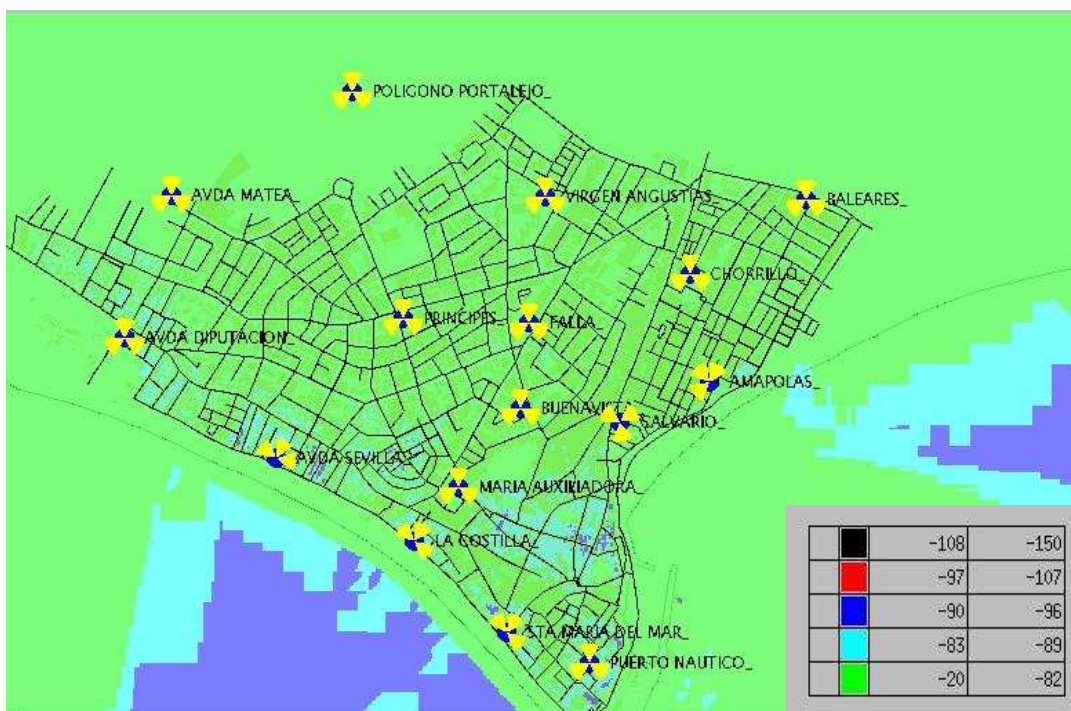 POLIGONO PORTALEJO_
AVDA MATEA_
VIRGEN ANGUSTIAS_
BALEARES_
CHORRILLO_
PRINCIPES_
FALLA_
AVDA DIPUTACION_
AMAPOLAS_
BUENAVISTA_
CALVARIO_
AVDA SEVILLA_
MARIA AUXILIADORA_
LA COSTILLA_
STA MARIA DEL MAR_
PUERTO NAUTICO_
-108 -150
-97 -107
-90 -96
-83 -89
-20 -82